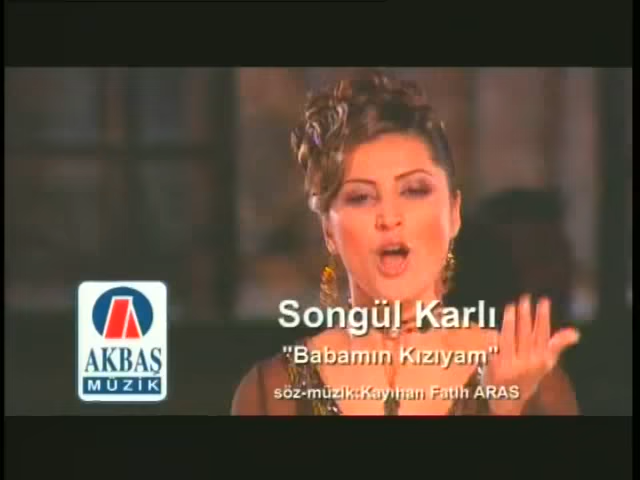 Songül Karlı
"Babamın Kızıyam"
söz-müzik:Kayıhan Fatih ARAS
AKBAŞ
MÜZİK